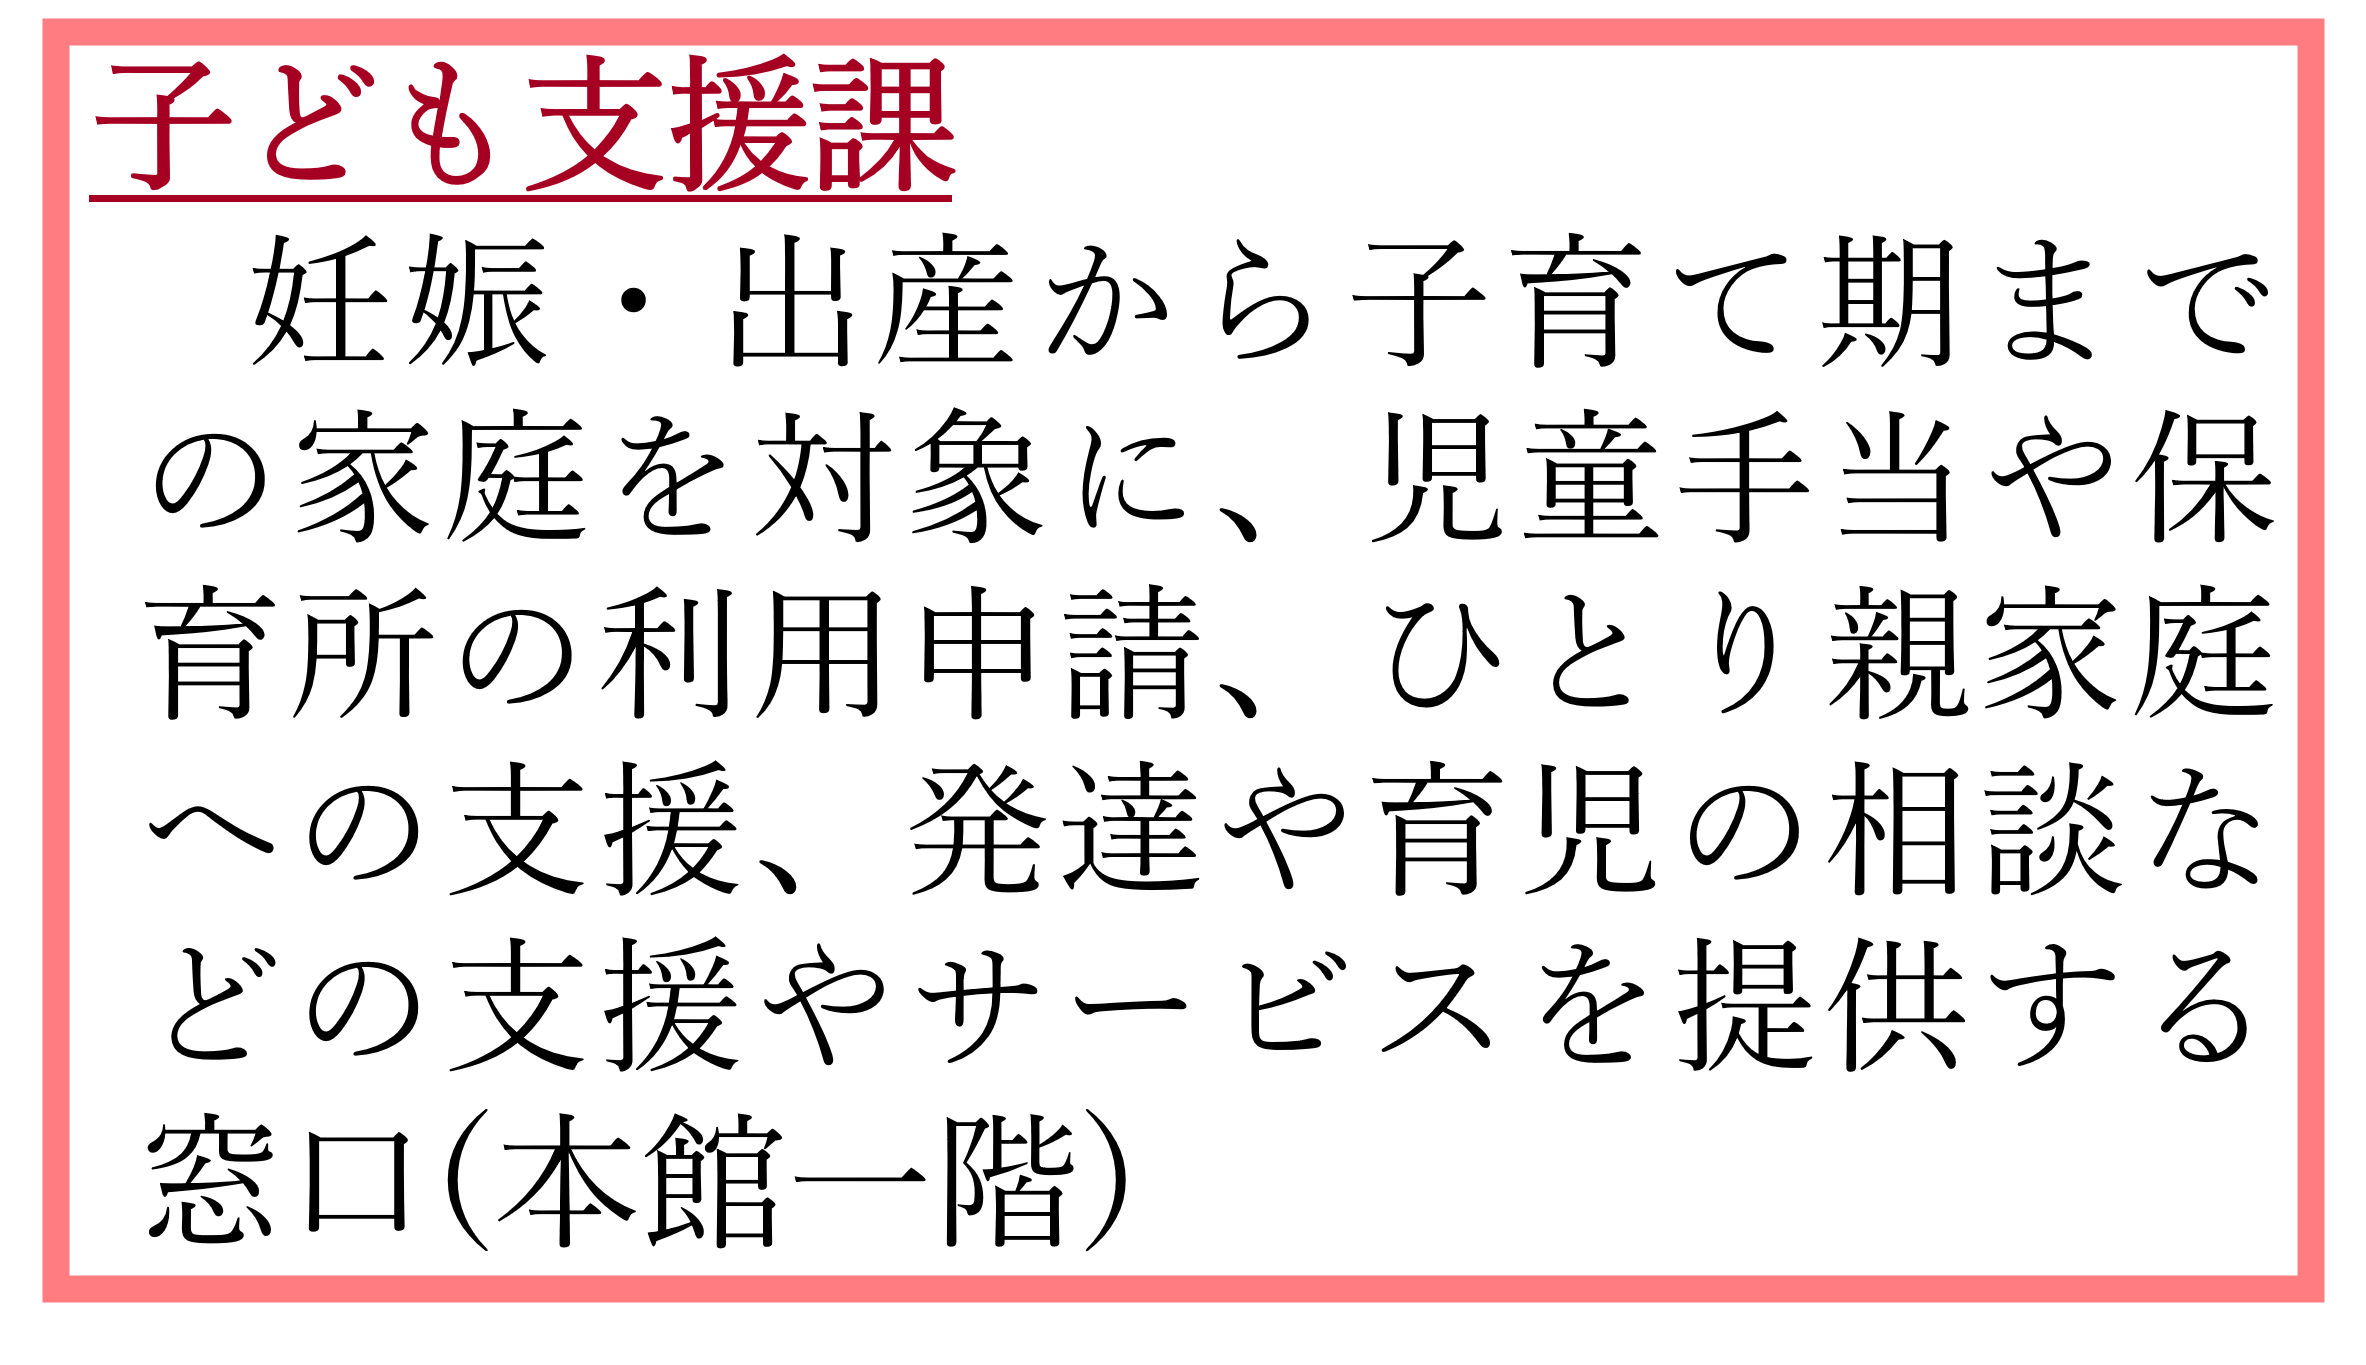 子ども支援課
妊娠・出産から子育て期まで
の家庭を対象に、児童手当や保
育所の利用申請、ひとり親家庭
への支援、発達や育児の相談な
どの支援やサービスを提供する
窓口(本館一階)